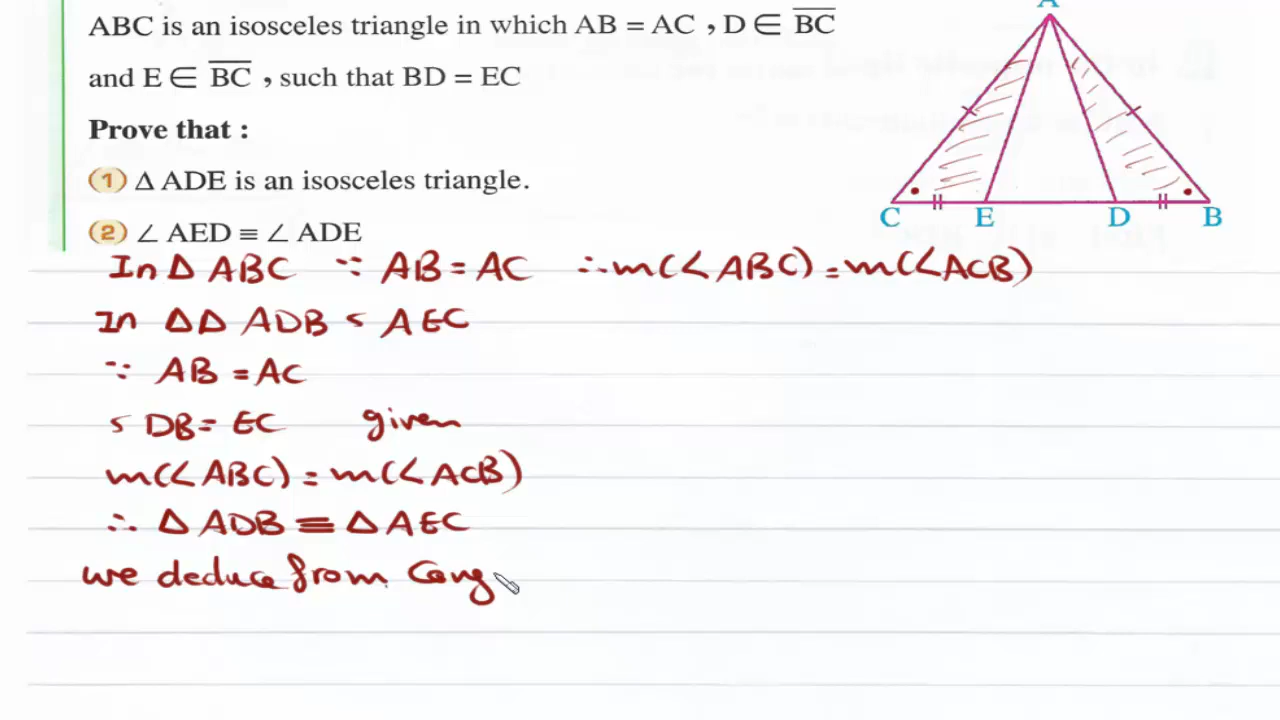 ABC is an isosceles triangle in which AB = AC , D ∈ B̅C̅
and E ∈ B̅C̅ , such that BD = EC
Prove that :
(1) Δ ADE is an isosceles triangle.
(2) ∠ AED ≡ ∠ ADE
A
C E D B
In Δ ABC ∵ AB = AC ∴ m(∠ABC) = m(∠ACB)
In ΔΔ ADB , AEC
∵ AB = AC
, DB = EC given
m(∠ABC) = m(∠ACB)
∴ Δ ADB ≡ Δ AEC
we deduce from Cong